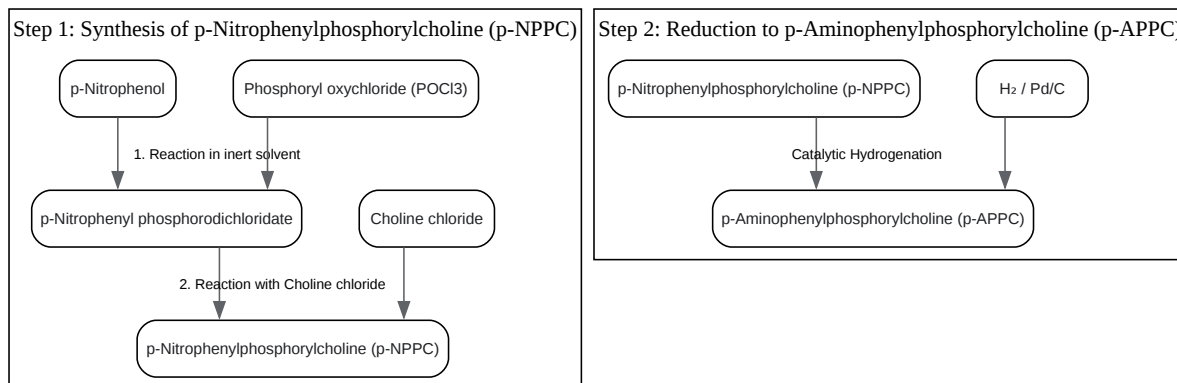 Step 1: Synthesis of p-Nitrophenylphosphorylcholine (p-NPPC)
p-Nitrophenol
Phosphoryl oxychloride (POCl3)
1. Reaction in inert solvent
p-Nitrophenyl phosphorodichloridate
Choline chloride
2. Reaction with Choline chloride
p-Nitrophenylphosphorylcholine (p-NPPC)
Step 2: Reduction to p-Aminophenylphosphorylcholine (p-APPC)
p-Nitrophenylphosphorylcholine (p-NPPC)
H₂ / Pd/C
Catalytic Hydrogenation
p-Aminophenylphosphorylcholine (p-APPC)